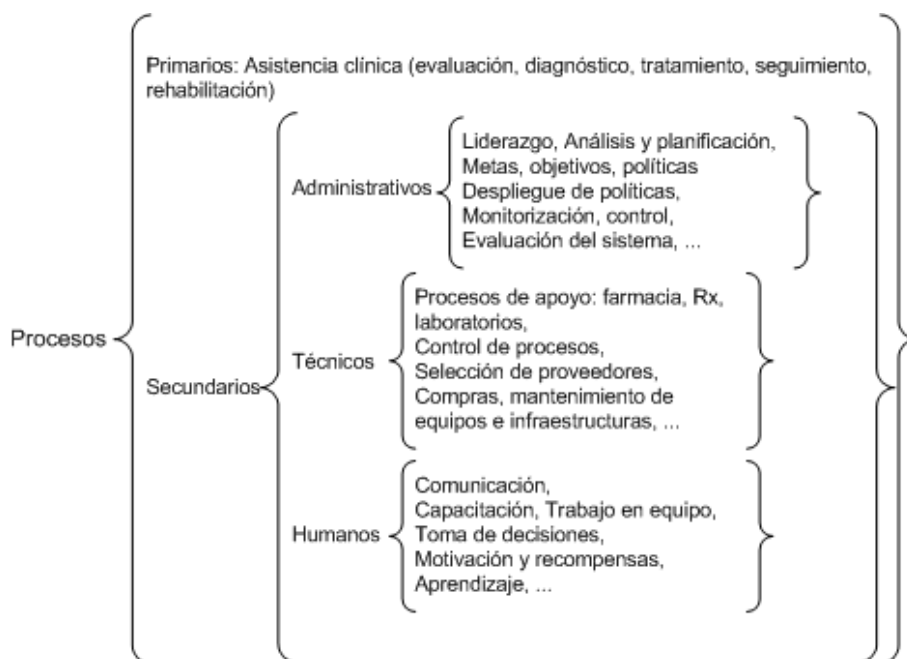 Primarios: Asistencia clínica (evaluación, diagnóstico, tratamiento, seguimiento,
rehabilitación)
Procesos
Secundarios
Administrativos
Liderazgo, Análisis y planificación,
Metas, objetivos, políticas
Despliegue de políticas,
Monitorización, control,
Evaluación del sistema, ...
Técnicos
Procesos de apoyo: farmacia, Rx,
laboratorios,
Control de procesos,
Selección de proveedores,
Compras, mantenimiento de
equipos e infraestructuras, ...
Humanos
Comunicación,
Capacitación, Trabajo en equipo,
Toma de decisiones,
Motivación y recompensas,
Aprendizaje, ...